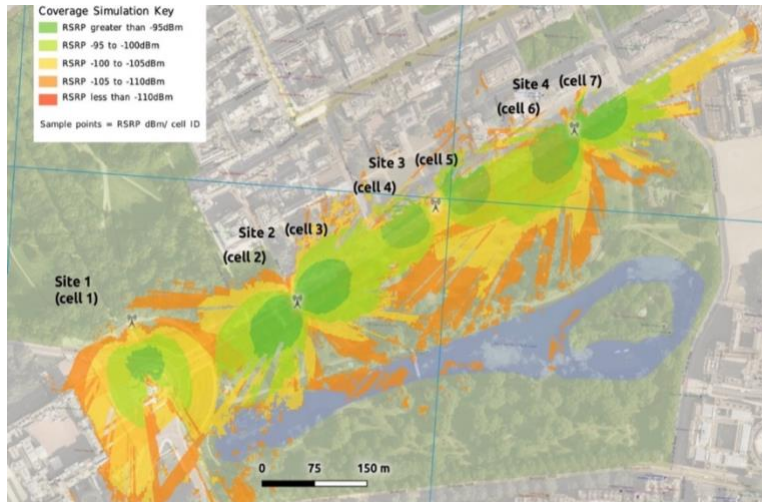 Coverage Simulation Key
RSRP greater than -95dBm
RSRP -95 to -100dBm
RSRP -100 to -105dBm
RSRP -105 to -110dBm
RSRP less than -110dBm
Sample points = RSRP dBm/ cell ID
Site 4 (cell 7)
(cell 6)
Site 3 (cell 5)
(cell 4)
Site 2 (cell 3)
(cell 2)
Site 1
(cell 1)
0 75 150 m